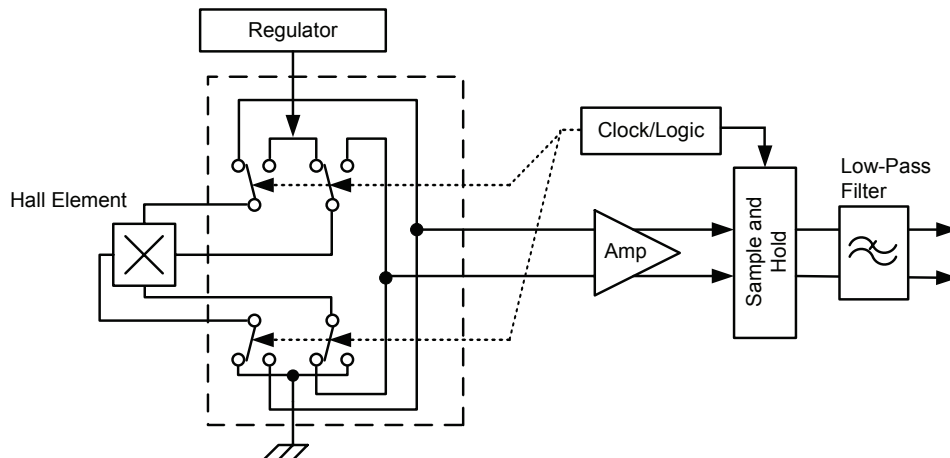 Regulator
Clock/Logic
Low-Pass
Filter
Hall Element
Amp
Sample and
Hold